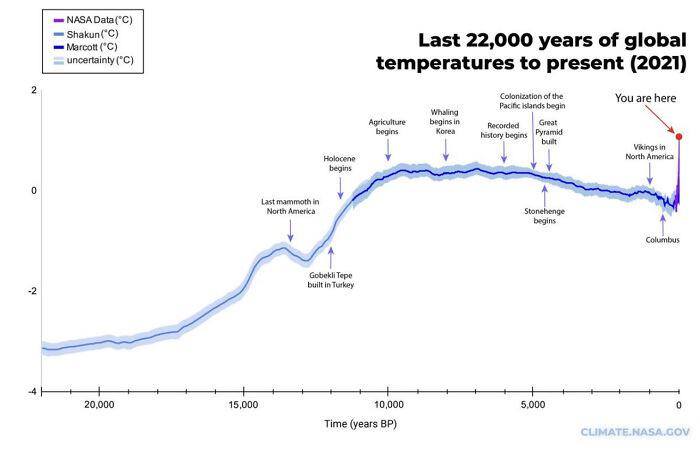 NASA Data (°C)
Shakun (°C)
Marcott (°C)
uncertainty (°C)
Last 22,000 years of global
temperatures to present (2021)
2
0
-2
-4
Colonization of the
Pacific islands begin
You are here
Agriculture
begins
Whaling
begins in
Korea
Recorded
history begins
Great
Pyramid
built
Vikings in
North America
Holocene
begins
Last mammoth in
North America
Stonehenge
begins
Columbus
Gobekli Tepe
built in Turkey
20,000
15,000
10,000
5,000
0
Time (years BP)
CLIMATE.NASA.GOV